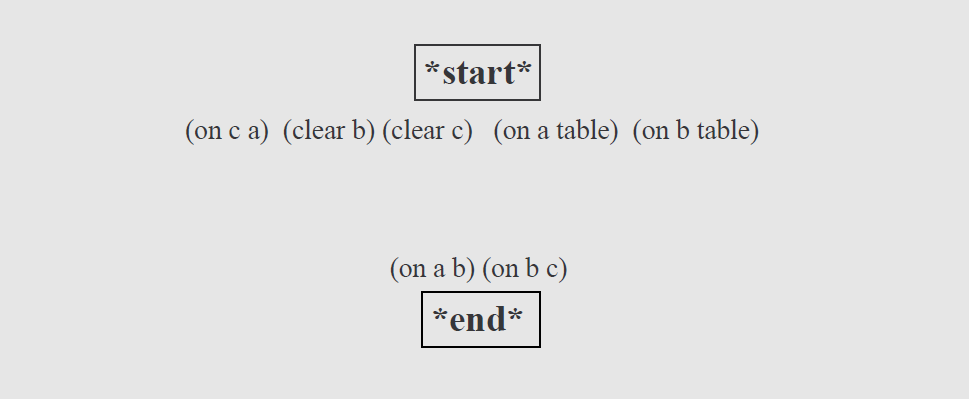 *start*
(on c a) (clear b) (clear c) (on a table) (on b table)
(on a b) (on b c)
*end*